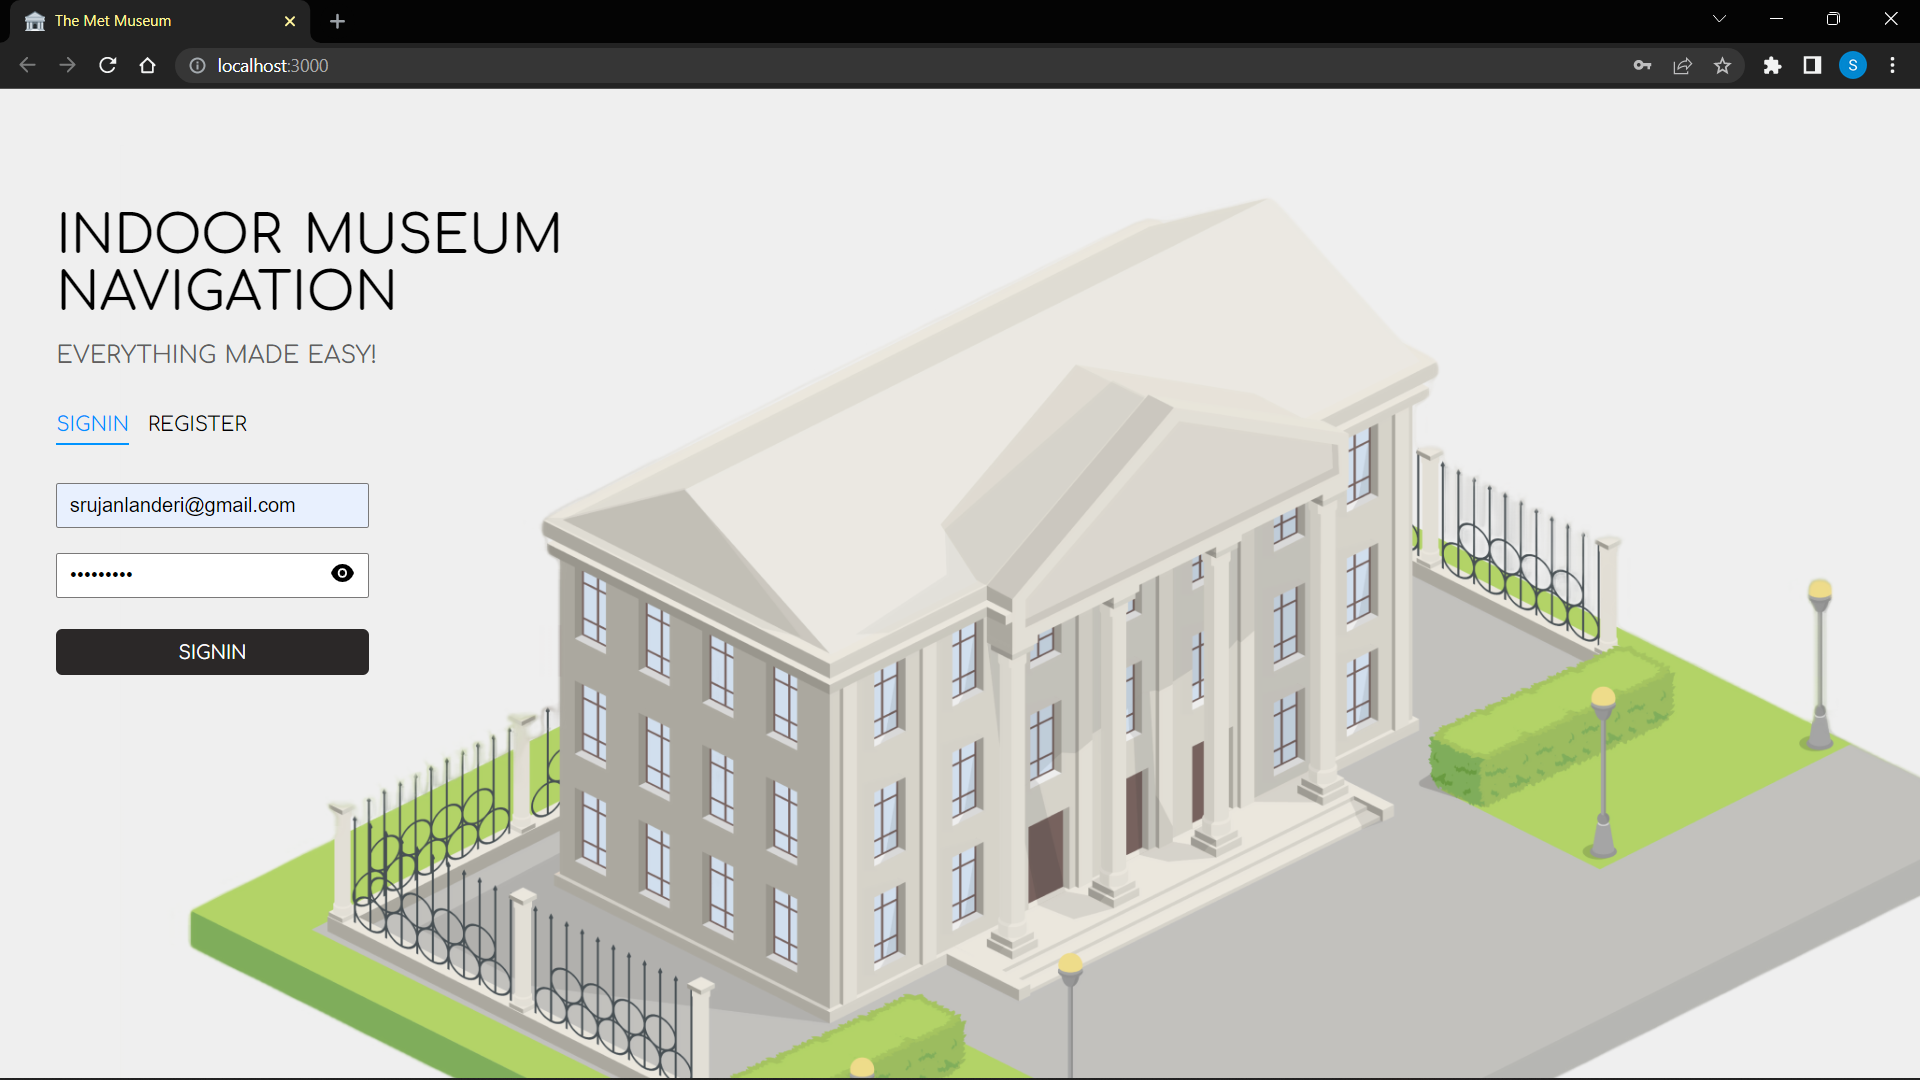 The Met Museum
localhost:3000
S
INDOOR MUSEUM
NAVIGATION
EVERYTHING MADE EASY!
SIGNIN REGISTER
srujanlanderi@gmail.com
•••••••••
SIGNIN